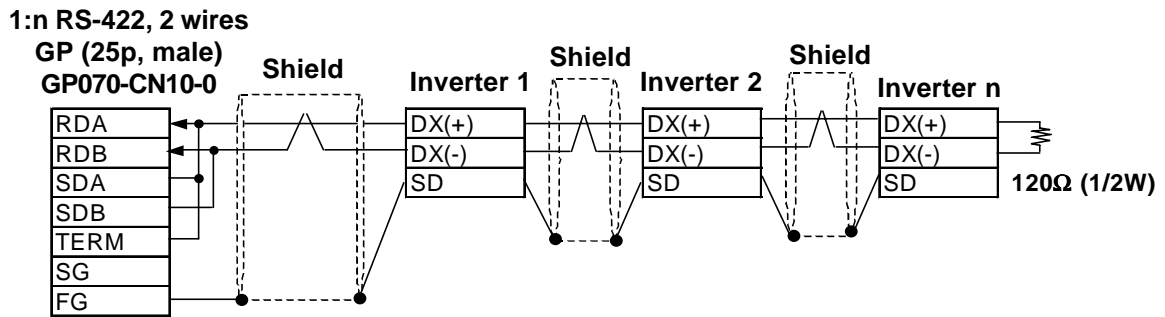 1:n RS-422, 2 wires
GP (25p, male)
GP070-CN10-0
Shield
Inverter 1
Shield
Inverter 2
Shield
Inverter n
RDA
RDB
SDA
SDB
TERM
SG
FG
DX(+)
DX(-)
SD
DX(+)
DX(-)
SD
DX(+)
DX(-)
SD
120Ω (1/2W)